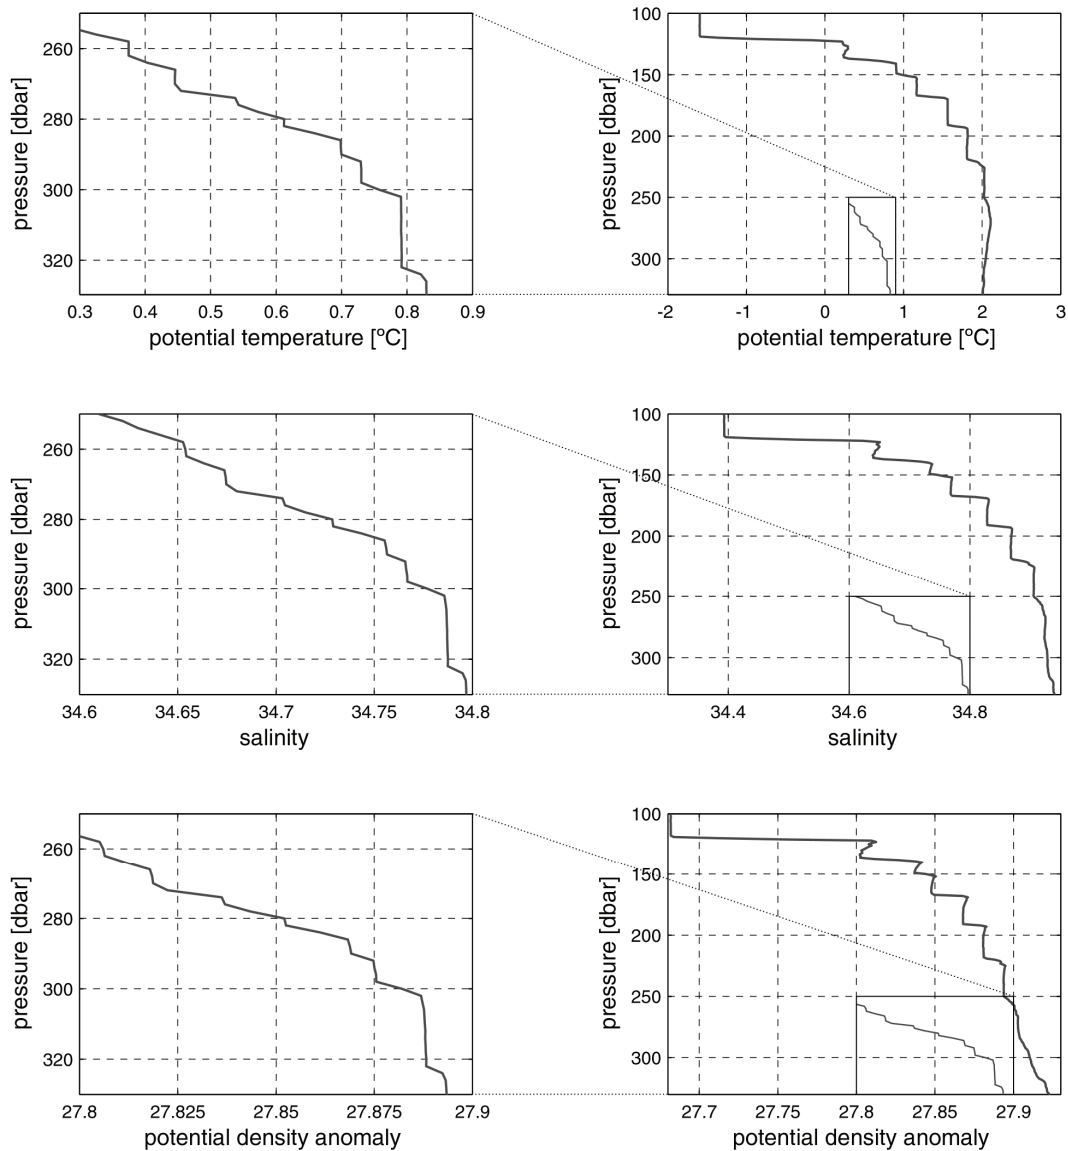 pressure [dbar]
260
280
300
320
0.3 0.4 0.5 0.6 0.7 0.8 0.9
potential temperature [ºC]
pressure [dbar]
100
150
200
250
300
-2 -1 0 1 2 3
potential temperature [ºC]
pressure [dbar]
260
280
300
320
34.6 34.65 34.7 34.75 34.8
salinity
pressure [dbar]
100
150
200
250
300
34.4 34.6 34.8
salinity
pressure [dbar]
260
280
300
320
27.8 27.825 27.85 27.875 27.9
potential density anomaly
pressure [dbar]
100
150
200
250
300
27.7 27.75 27.8 27.85 27.9
potential density anomaly